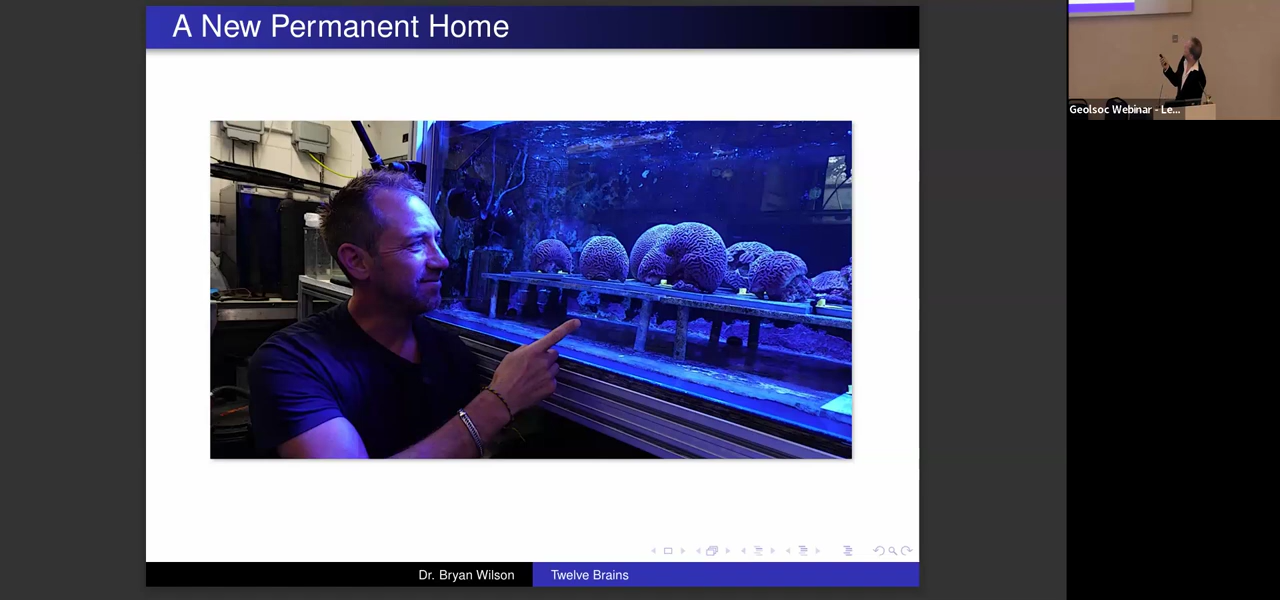 A New Permanent Home
Geolsoc Webinar - Le...
Dr. Bryan Wilson
Twelve Brains